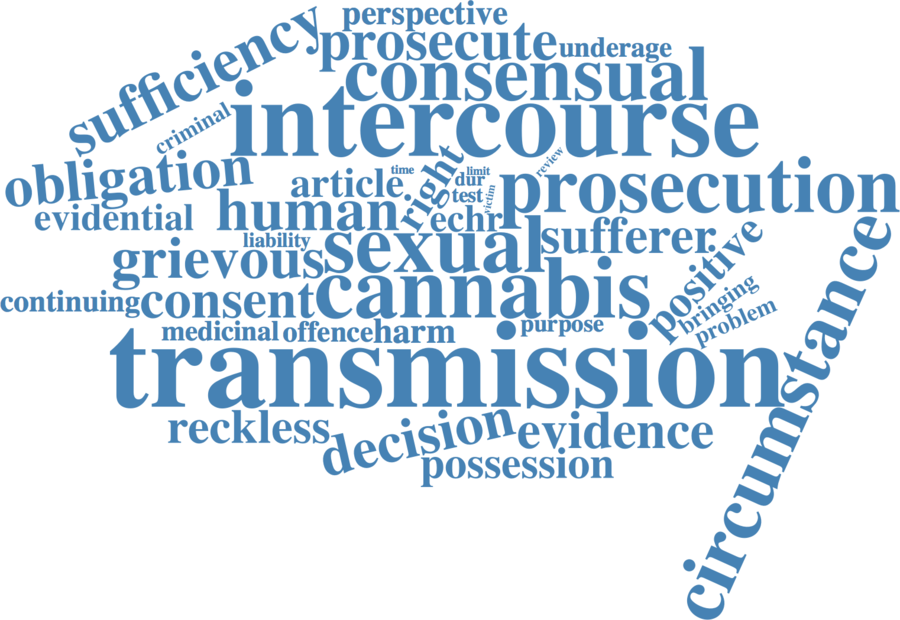 perspective
sufficiency
prosecute
underage
consensual
criminal
intercourse
obligation
article
time
right
dur
limit
review
test
victim
prosecution
evidential
human
echr
liability
grievous
sexual
sufferer
positive
continuing
consent
cannabis
bringing
problem
medicinal
offence
harm
purpose
transmission
circumstance
reckless
decision
evidence
possession